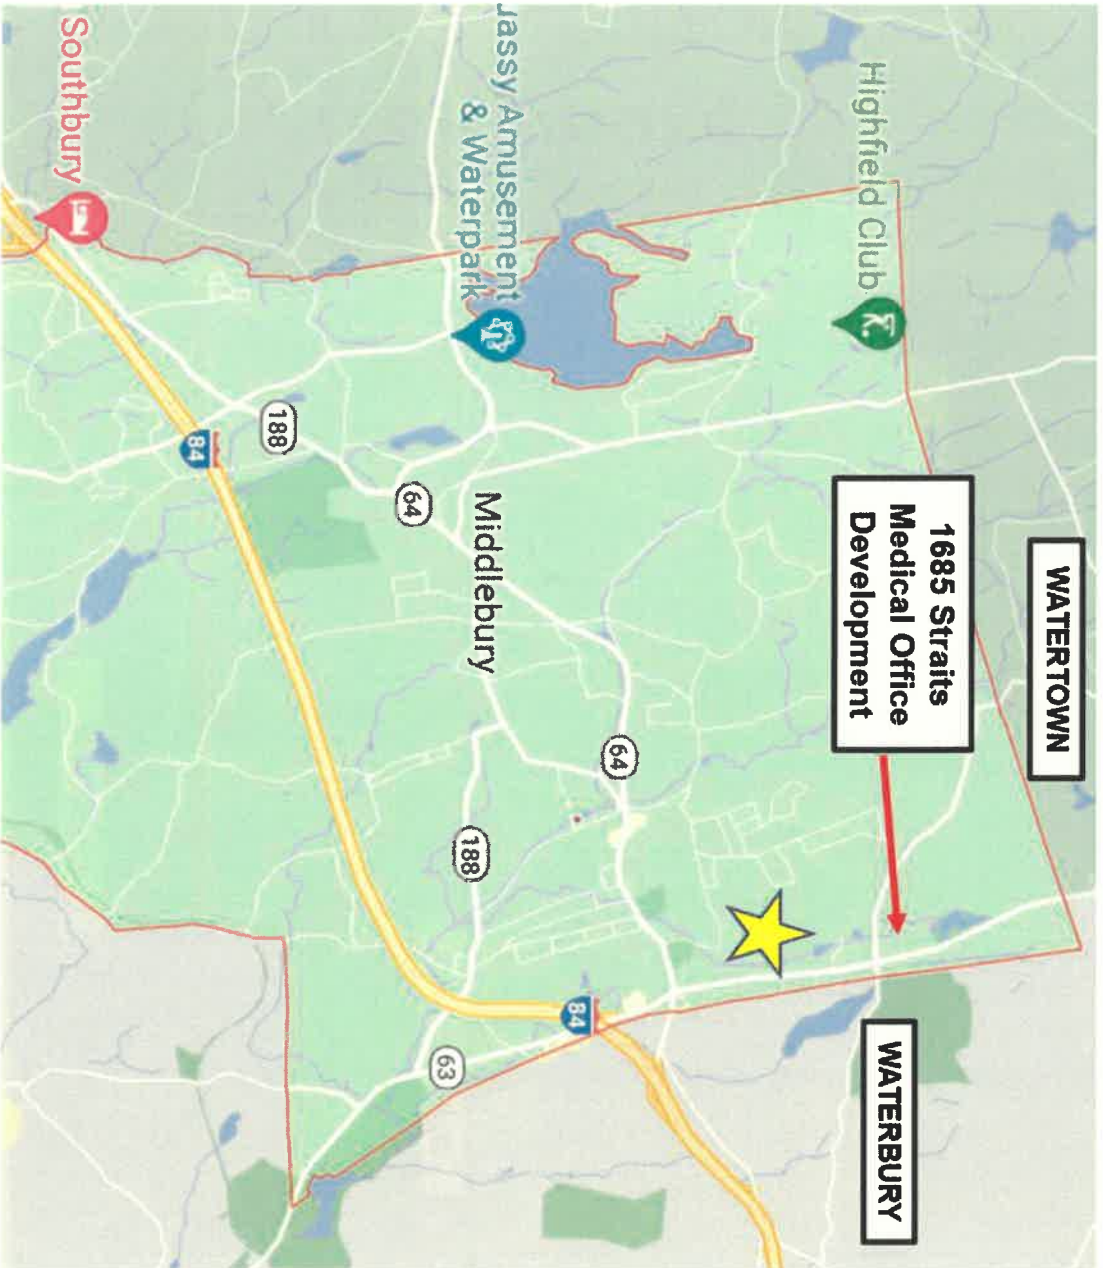 WATERTOWN
1685 Straits
Medical Office
Development
WATERBURY
Highfield Club
64
84
Jassy Amusement
& Waterpark
Middlebury
188
63
64
188
84
Southbury